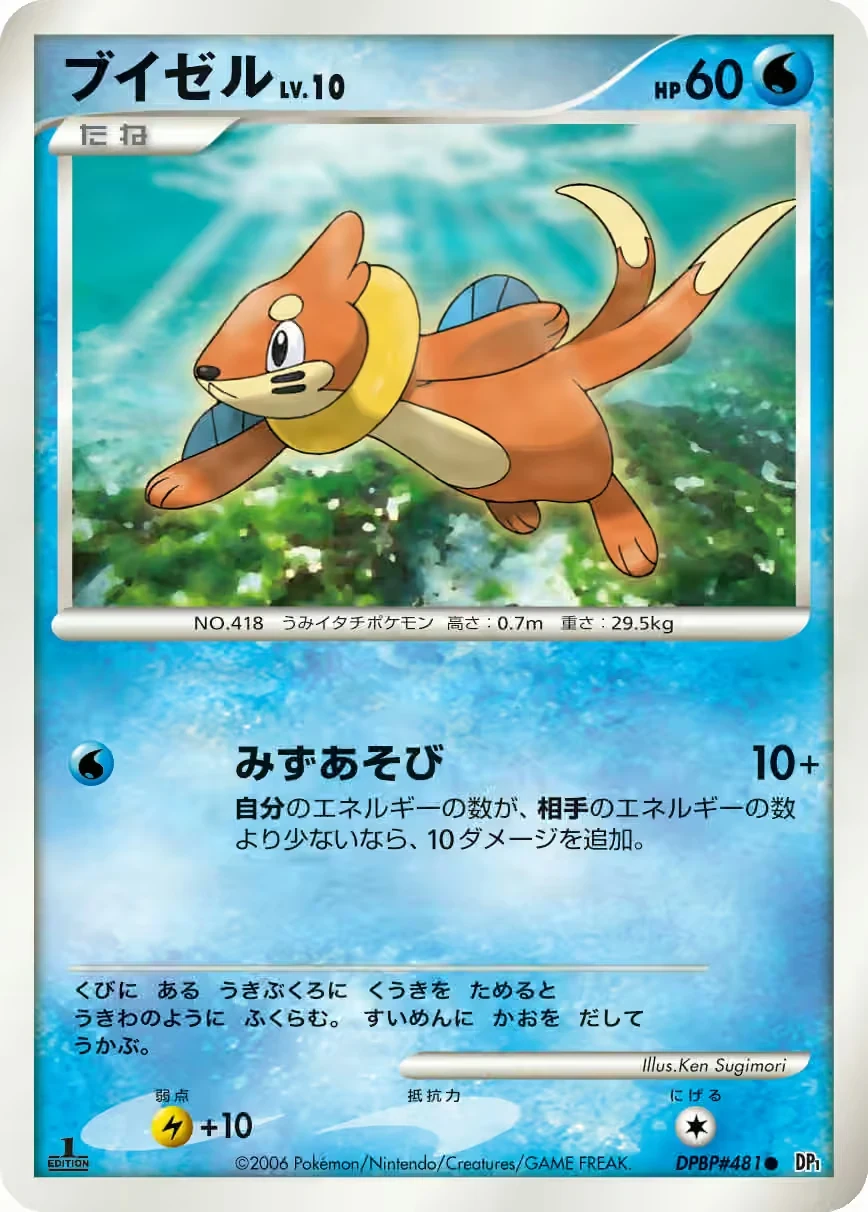 ブイゼル LV.10 HP60
たね
NO.418 うみイタチポケモン 高さ:0.7m 重さ:29.5kg
みずあそび 10+
自分のエネルギーの数が、相手のエネルギーの数
より少ないなら、10ダメージを追加。
くびに ある うきぶくろに くうきを ためると
うきわのように ふくらむ。 すいめんに かおを だして
うかぶ。
Illus.Ken Sugimori
弱点 抵抗力 にげる
+10
1 EDITION
©2006 Pokémon/Nintendo/Creatures/GAME FREAK. DPBP#481 DP1